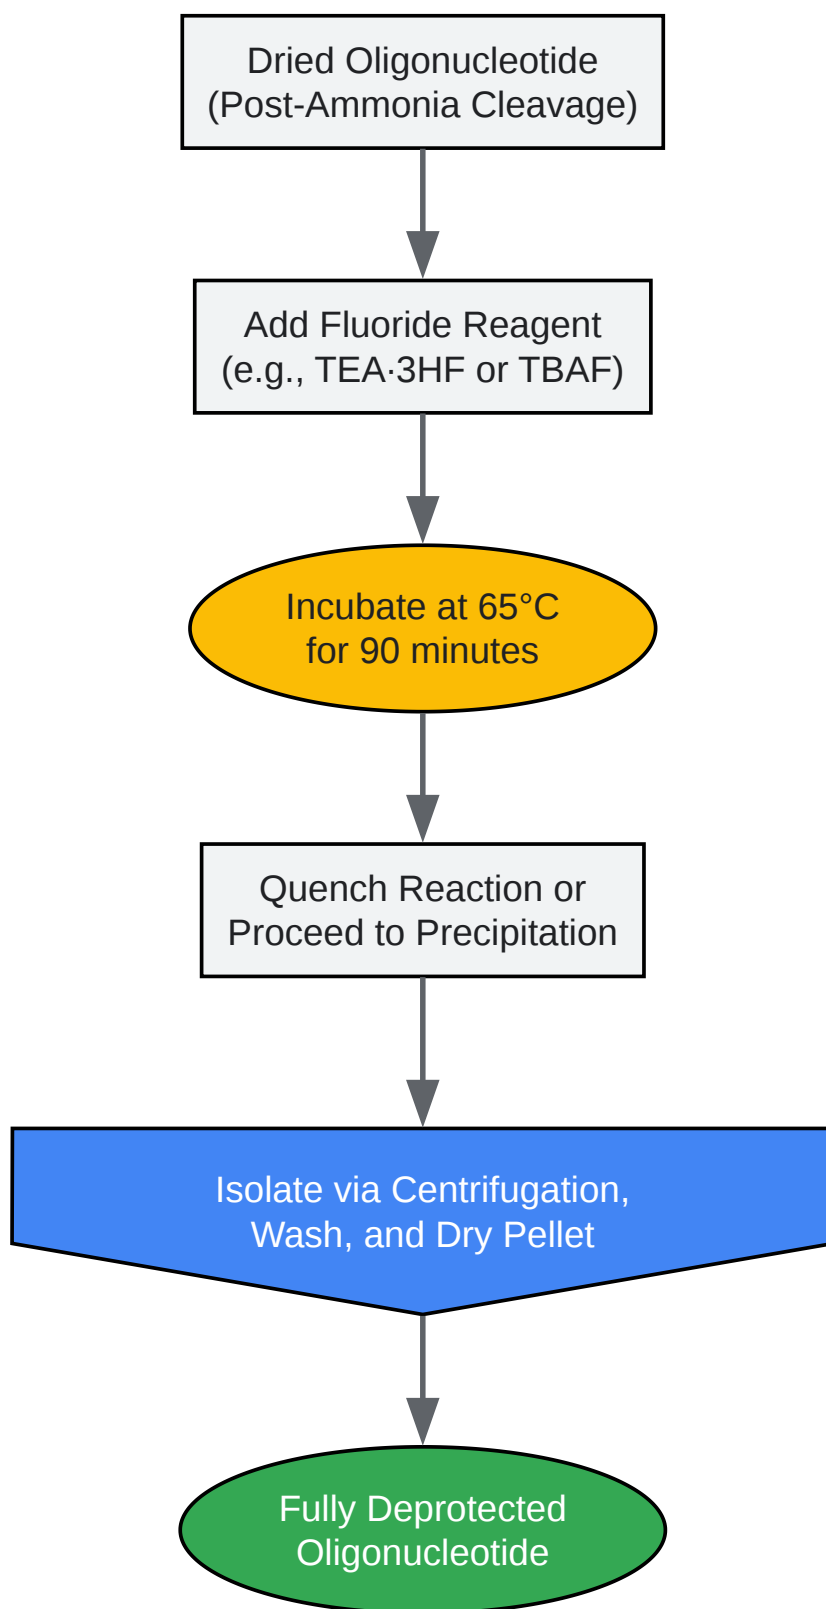 Dried Oligonucleotide
(Post-Ammonia Cleavage)
Add Fluoride Reagent
(e.g., TEA·3HF or TBAF)
Incubate at 65°C
for 90 minutes
Quench Reaction or
Proceed to Precipitation
Isolate via Centrifugation,
Wash, and Dry Pellet
Fully Deprotected
Oligonucleotide